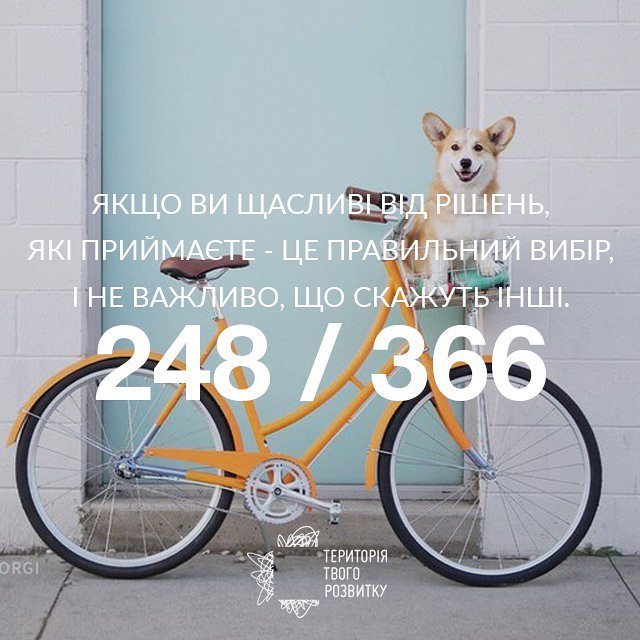 ЯКЩО ВИ ЩАСЛИВІ ВІД РІШЕНЬ,
ЯКІ ПРИЙМАЄТЕ - ЦЕ ПРАВИЛЬНИЙ ВИБІР,
І НЕ ВАЖЛИВО, ЩО СКАЖУТЬ ІНШІ.
248 / 366
ORGI
ТЕРИТОРІЯ
ТВОГО
РОЗВИТКУ